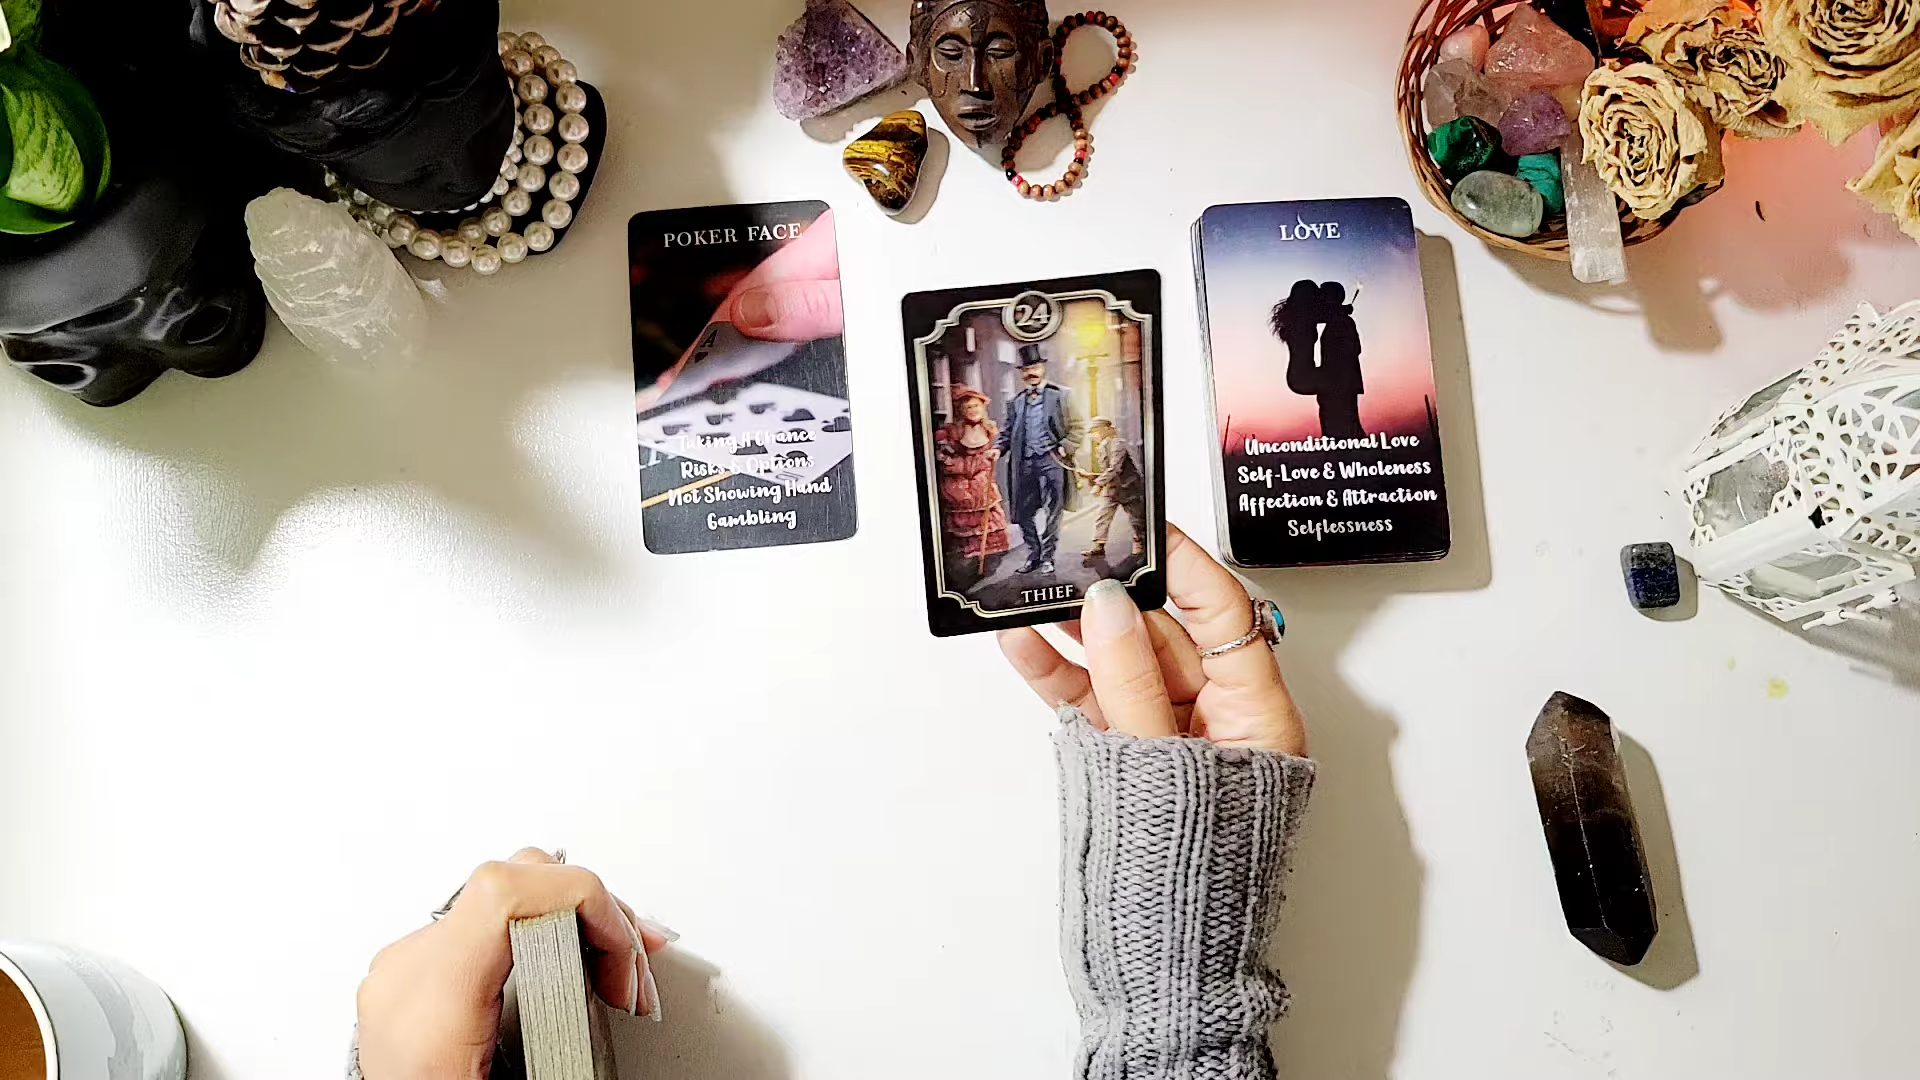 POKER FACE
Taking A Chance
Risks & Options
Not Showing Hand
Gambling
24
THIEF
LOVE
Unconditional Love
Self-Love & Wholeness
Affection & Attraction
Selflessness